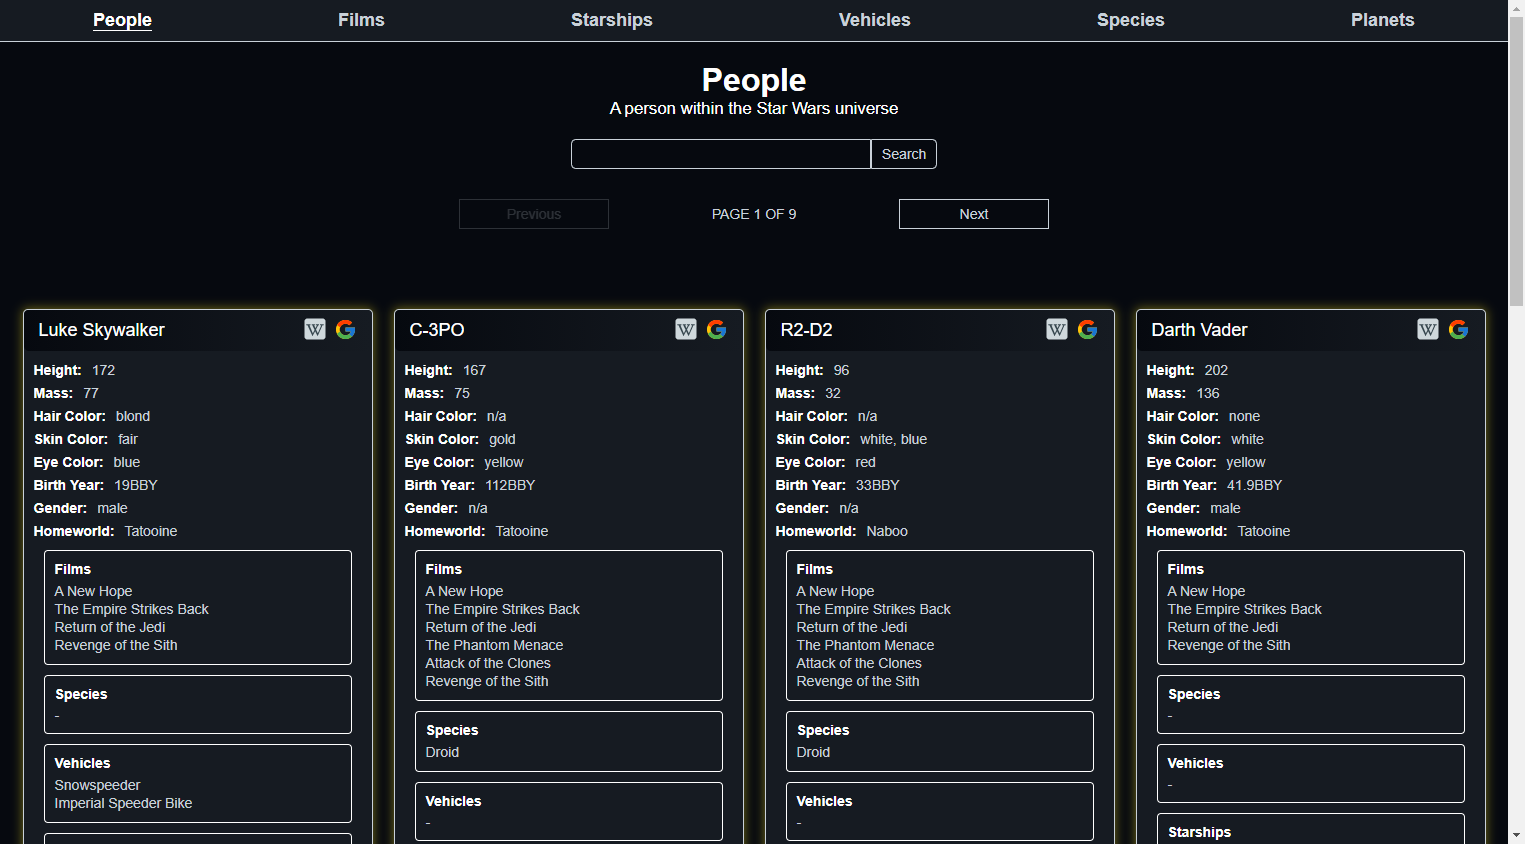 People Films Starships Vehicles Species Planets
People
A person within the Star Wars universe
Search
Previous PAGE 1 OF 9 Next
Luke Skywalker W G
Height: 172
Mass: 77
Hair Color: blond
Skin Color: fair
Eye Color: blue
Birth Year: 19BBY
Gender: male
Homeworld: Tatooine
Films
A New Hope
The Empire Strikes Back
Return of the Jedi
Revenge of the Sith
Species
-
Vehicles
Snowspeeder
Imperial Speeder Bike
C-3PO W G
Height: 167
Mass: 75
Hair Color: n/a
Skin Color: gold
Eye Color: yellow
Birth Year: 112BBY
Gender: n/a
Homeworld: Tatooine
Films
A New Hope
The Empire Strikes Back
Return of the Jedi
The Phantom Menace
Attack of the Clones
Revenge of the Sith
Species
Droid
Vehicles
-
R2-D2 W G
Height: 96
Mass: 32
Hair Color: n/a
Skin Color: white, blue
Eye Color: red
Birth Year: 33BBY
Gender: n/a
Homeworld: Naboo
Films
A New Hope
The Empire Strikes Back
Return of the Jedi
The Phantom Menace
Attack of the Clones
Revenge of the Sith
Species
Droid
Vehicles
-
Darth Vader W G
Height: 202
Mass: 136
Hair Color: none
Skin Color: white
Eye Color: yellow
Birth Year: 41.9BBY
Gender: male
Homeworld: Tatooine
Films
A New Hope
The Empire Strikes Back
Return of the Jedi
Revenge of the Sith
Species
-
Vehicles
-
Starships